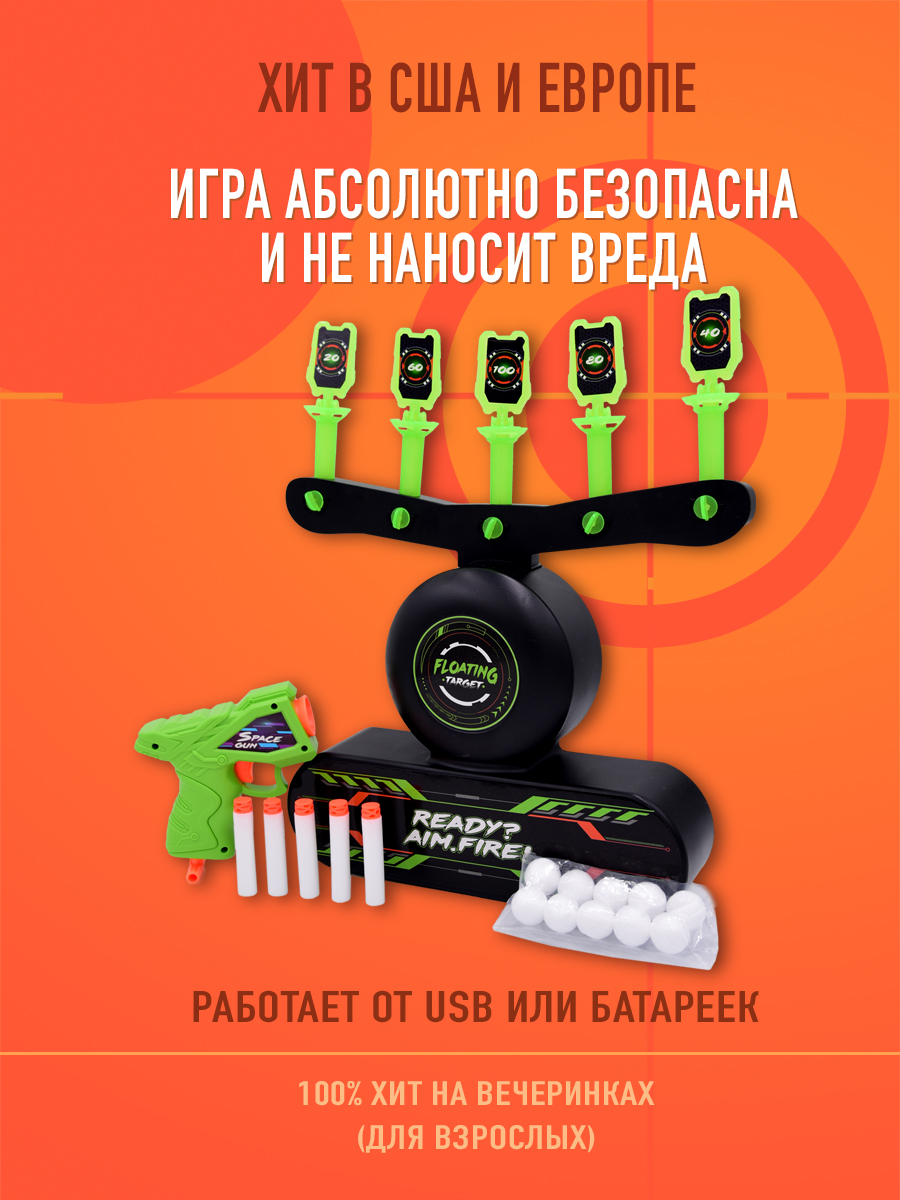 ХИТ В США И ЕВРОПЕ
ИГРА АБСОЛЮТНО БЕЗОПАСНА
И НЕ НАНОСИТ ВРЕДА
20
60
100
80
40
FLOATING
TARGET
SPACE
GUN
READY?
AIM.FIRE!
РАБОТАЕТ ОТ USB ИЛИ БАТАРЕЕК
100% ХИТ НА ВЕЧЕРИНКАХ
(ДЛЯ ВЗРОСЛЫХ)